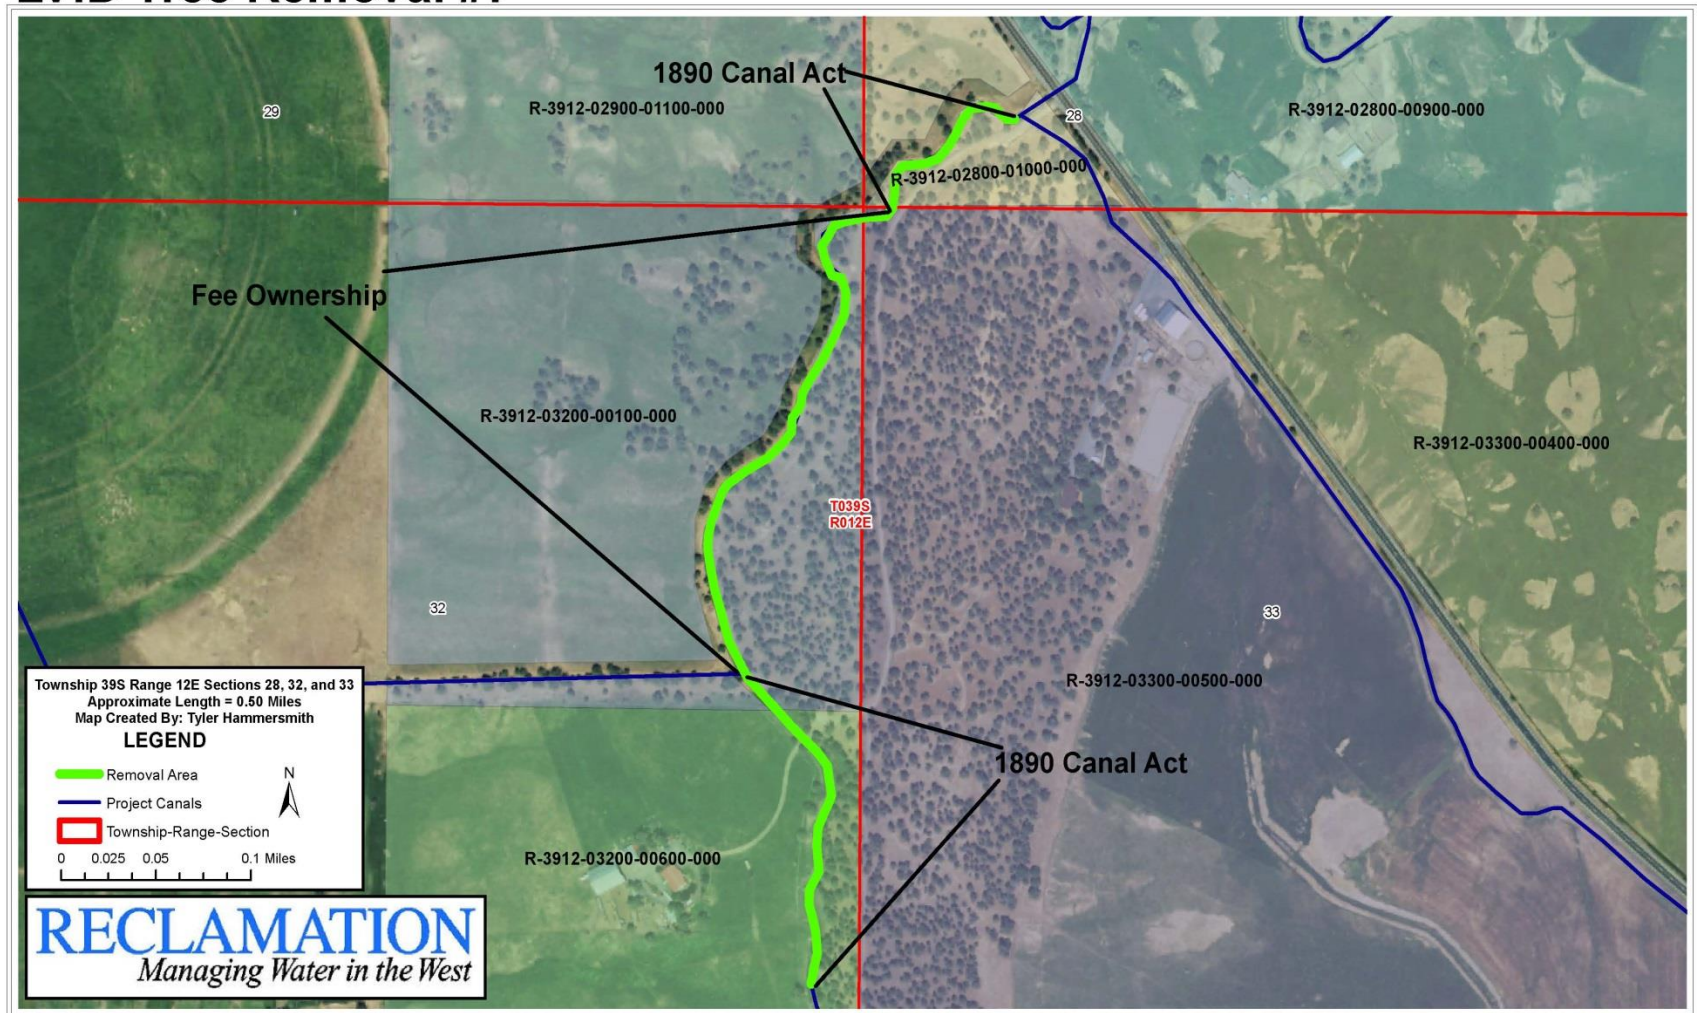 1890 Canal Act
29
R-3912-02900-01100-000
28
R-3912-02800-00900-000
R-3912-02800-01000-000
Fee Ownership
R-3912-03200-00100-000
R-3912-03300-00400-000
T039S
R012E
32
33
R-3912-03300-00500-000
1890 Canal Act
R-3912-03200-00600-000
Township 39S Range 12E Sections 28, 32, and 33
Approximate Length = 0.50 Miles
Map Created By: Tyler Hammersmith
LEGEND
Removal Area
N
Project Canals
Township-Range-Section
0 0.025 0.05 0.1 Miles
RECLAMATION
Managing Water in the West